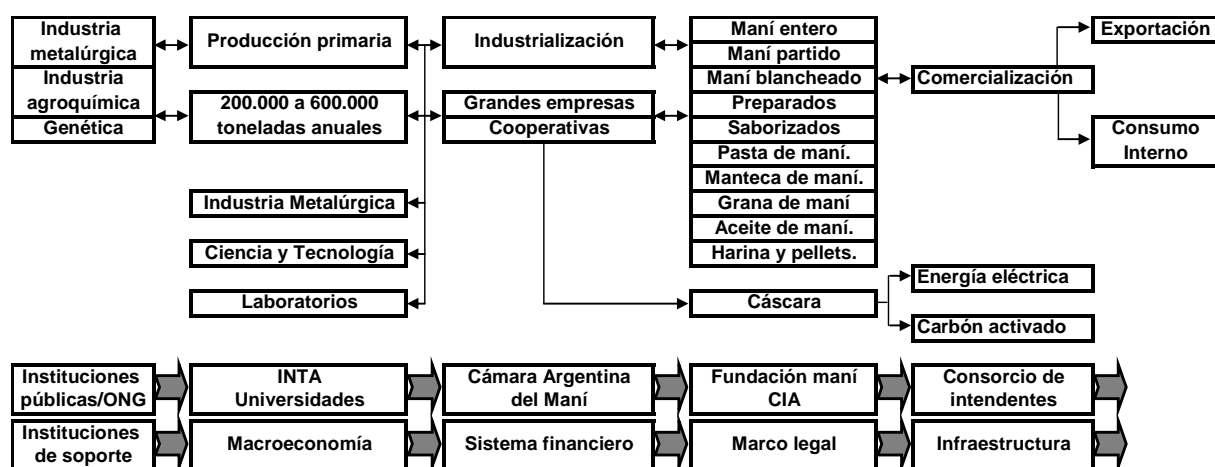 Industria
metalúrgica
Industria
agroquímica
Genética
Producción primaria
200.000 a 600.000
toneladas anuales
Industria Metalúrgica
Ciencia y Tecnología
Laboratorios
Industrialización
Grandes empresas
Cooperativas
Maní entero
Maní partido
Maní blancheado
Preparados
Saborizados
Pasta de maní.
Manteca de maní.
Grana de maní
Aceite de maní.
Harina y pellets.
Cáscara
Comercialización
Exportación
Consumo
Interno
Energía eléctrica
Carbón activado
Instituciones
públicas/ONG
INTA
Universidades
Cámara Argentina
del Maní
Fundación maní
CIA
Consorcio de
intendentes
Instituciones
de soporte
Macroeconomía
Sistema financiero
Marco legal
Infraestructura